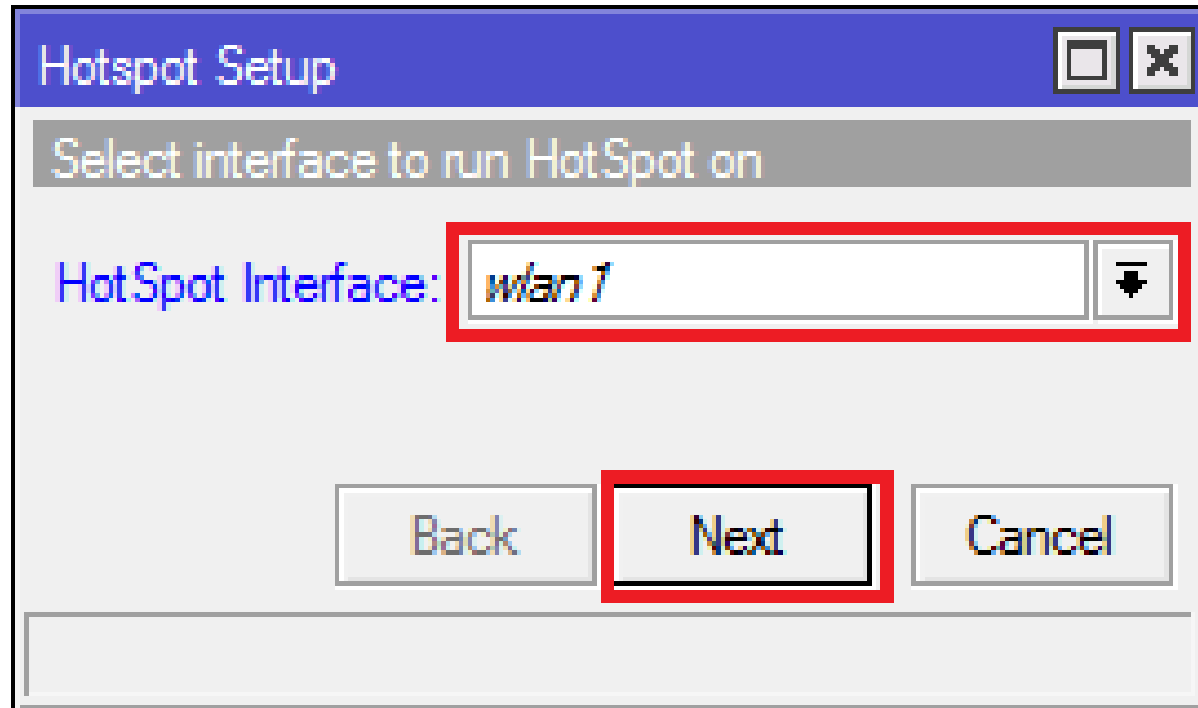 Hotspot Setup
Select interface to run HotSpot on
HotSpot Interface: wlan1
Back Next Cancel